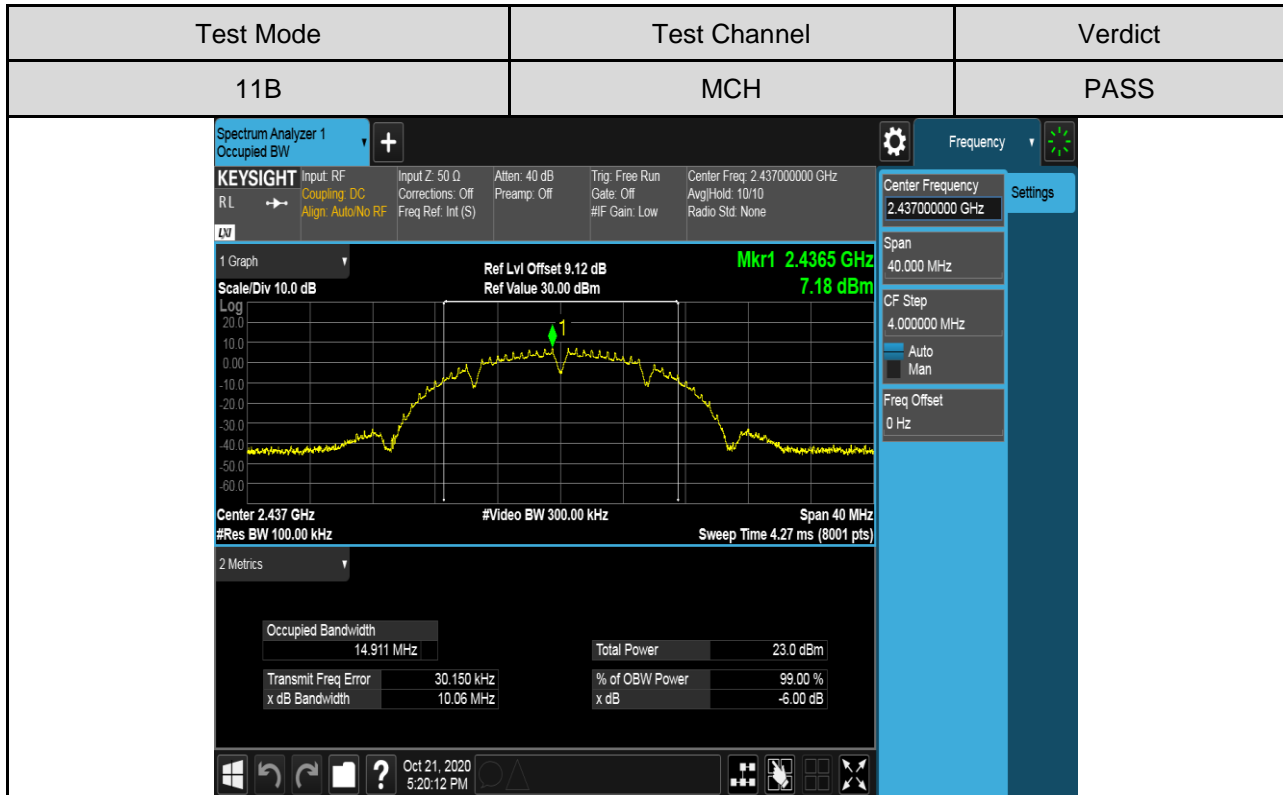 Test Mode Test Channel Verdict
11B MCH PASS
Spectrum Analyzer 1
Occupied BW
+
Frequency
KEYSIGHT Input: RF Input Z: 50 Ω Atten: 40 dB Trig: Free Run Center Freq: 2.437000000 GHz
RL Coupling: DC Corrections: Off Preamp: Off Gate: Off Avg|Hold: 10/10
Align: Auto/No RF Freq Ref: Int (S) #IF Gain: Low Radio Std: None
LXI
Center Frequency
2.437000000 GHz
Settings
Span
40.000 MHz
CF Step
4.000000 MHz
Auto
Man
Freq Offset
0 Hz
1 Graph Ref Lvl Offset 9.12 dB Mkr1 2.4365 GHz
Scale/Div 10.0 dB Ref Value 30.00 dBm 7.18 dBm
Log
20.0
1
10.0
0.00
-10.0
-20.0
-30.0
-40.0
-50.0
-60.0
Center 2.437 GHz #Video BW 300.00 kHz Span 40 MHz
#Res BW 100.00 kHz Sweep Time 4.27 ms (8001 pts)
2 Metrics
Occupied Bandwidth
14.911 MHz Total Power 23.0 dBm
Transmit Freq Error 30.150 kHz % of OBW Power 99.00 %
x dB Bandwidth 10.06 MHz x dB -6.00 dB
? Oct 21, 2020
5:20:12 PM